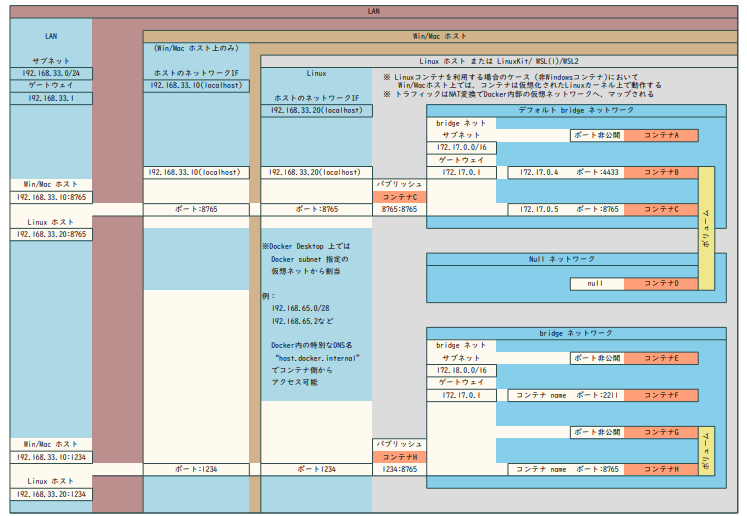 LAN
LAN
サブネット
192.168.33.0/24
ゲートウェイ
192.168.33.1
Win/Mac ホスト
192.168.33.10:8765
Linux ホスト
192.168.33.20:8765
Win/Mac ホスト
192.168.33.10:1234
Linux ホスト
192.168.33.20:1234
Win/Mac ホスト
(Win/Mac ホスト上のみ)
ホストのネットワークIF
192.168.33.10(localhost)
192.168.33.10(localhost)
ポート:8765
ポート:1234
Linux ホスト または LinuxKit/ WSL(1)/WSL2
Linux
ホストのネットワークIF
192.168.33.20(localhost)
192.168.33.20(localhost)
ポート:8765
※Docker Desktop 上では
Docker subnet 指定の
仮想ネットから割当
例：
192.168.65.0/28
192.168.65.2など
Docker内の特別なDNS名
“host.docker.internal”
でコンテナ側から
アクセス可能
ポート1234
※ Linuxコンテナを利用する場合のケース (非Windowsコンテナ)において
Win/Macホスト上では、コンテナは仮想化されたLinuxカーネル上で動作する
※ トラフィックはNAT変換でDocker内部の仮想ネットワークへ、マップされる
パブリッシュ
コンテナC
8765:8765
パブリッシュ
コンテナH
1234:8765
デフォルト bridge ネットワーク
bridge ネット
サブネット
172.17.0.0/16
ゲートウェイ
172.17.0.1
ポート非公開 コンテナA
172.17.0.4 ポート:4433 コンテナB
172.17.0.5 ポート:8765 コンテナC
ボリューム
Null ネットワーク
null コンテナD
bridge ネットワーク
bridge ネット
サブネット
172.18.0.0/16
ゲートウェイ
172.17.0.1
ポート非公開 コンテナE
コンテナ name ポート:2211 コンテナF
ポート非公開 コンテナG
コンテナ name ポート:8765 コンテナH
ボリューム